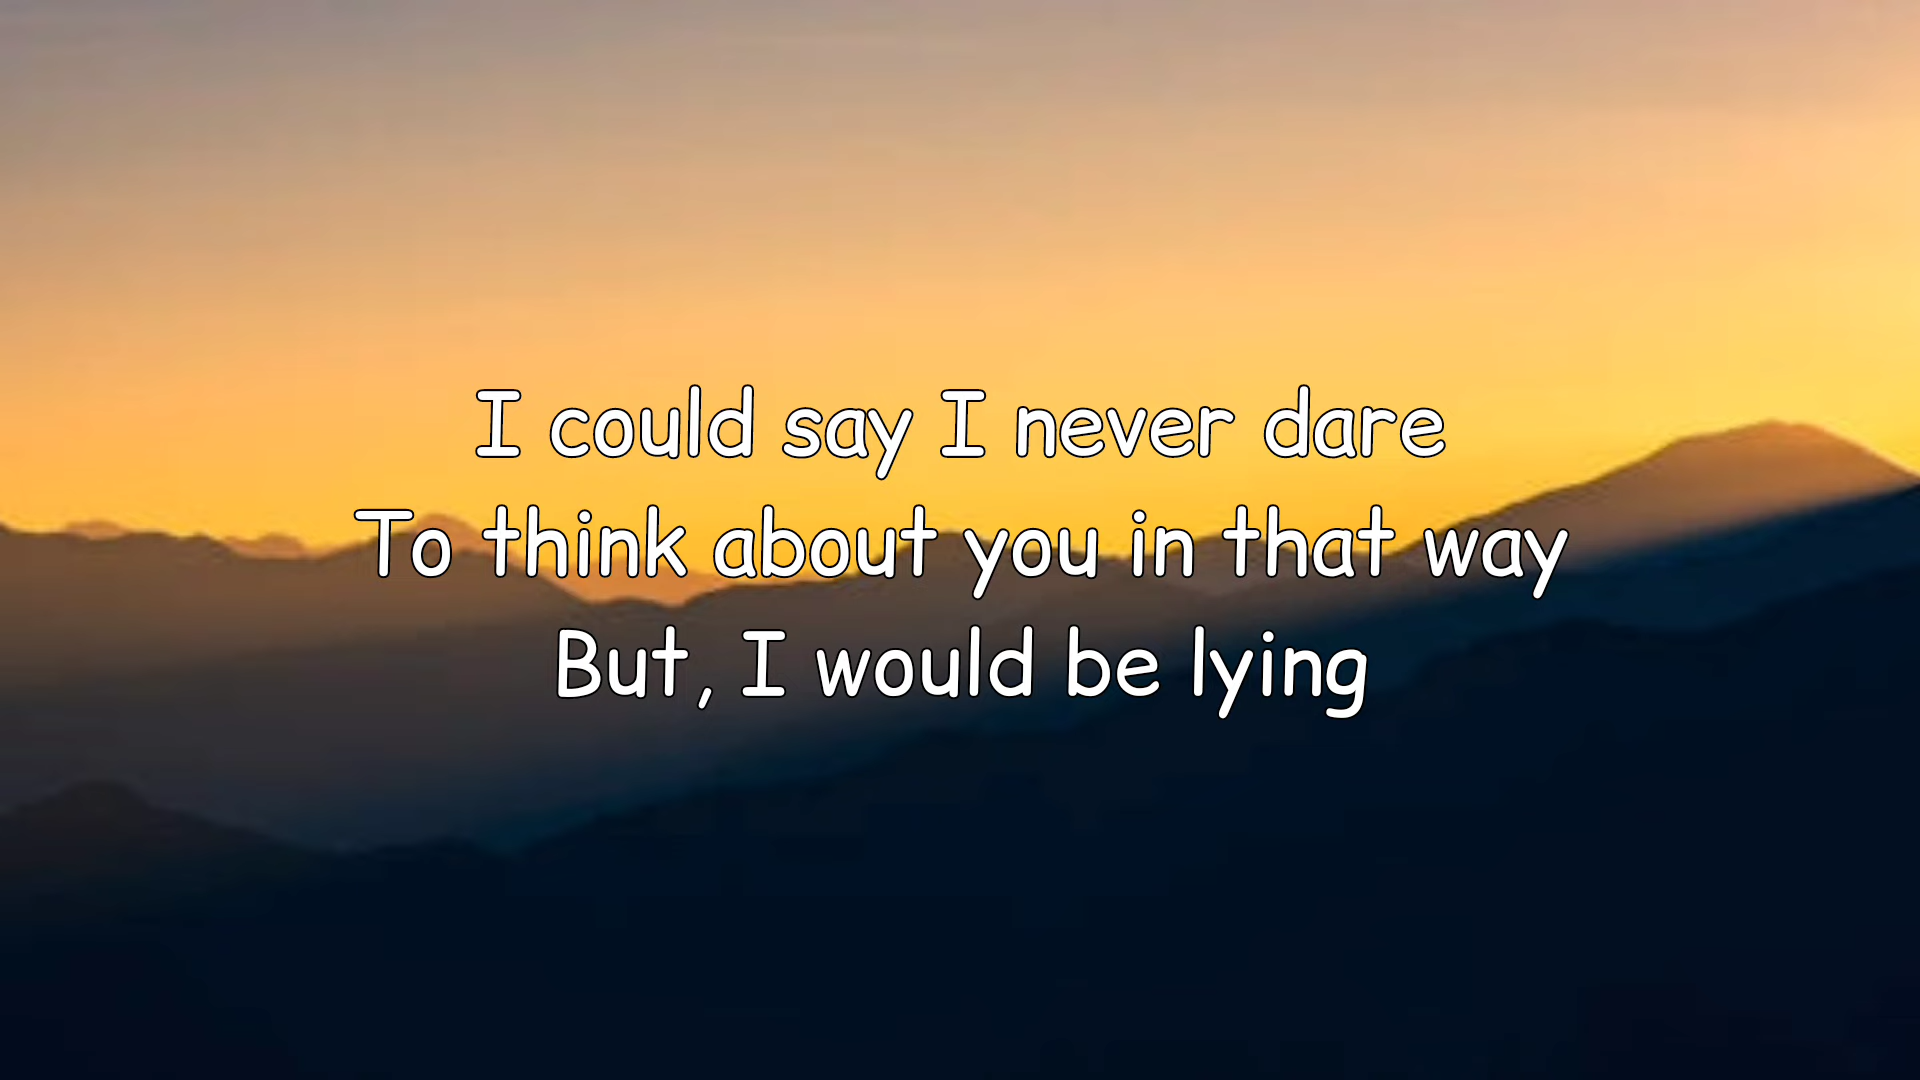 I could say I never dare
To think about you in that way
But, I would be lying